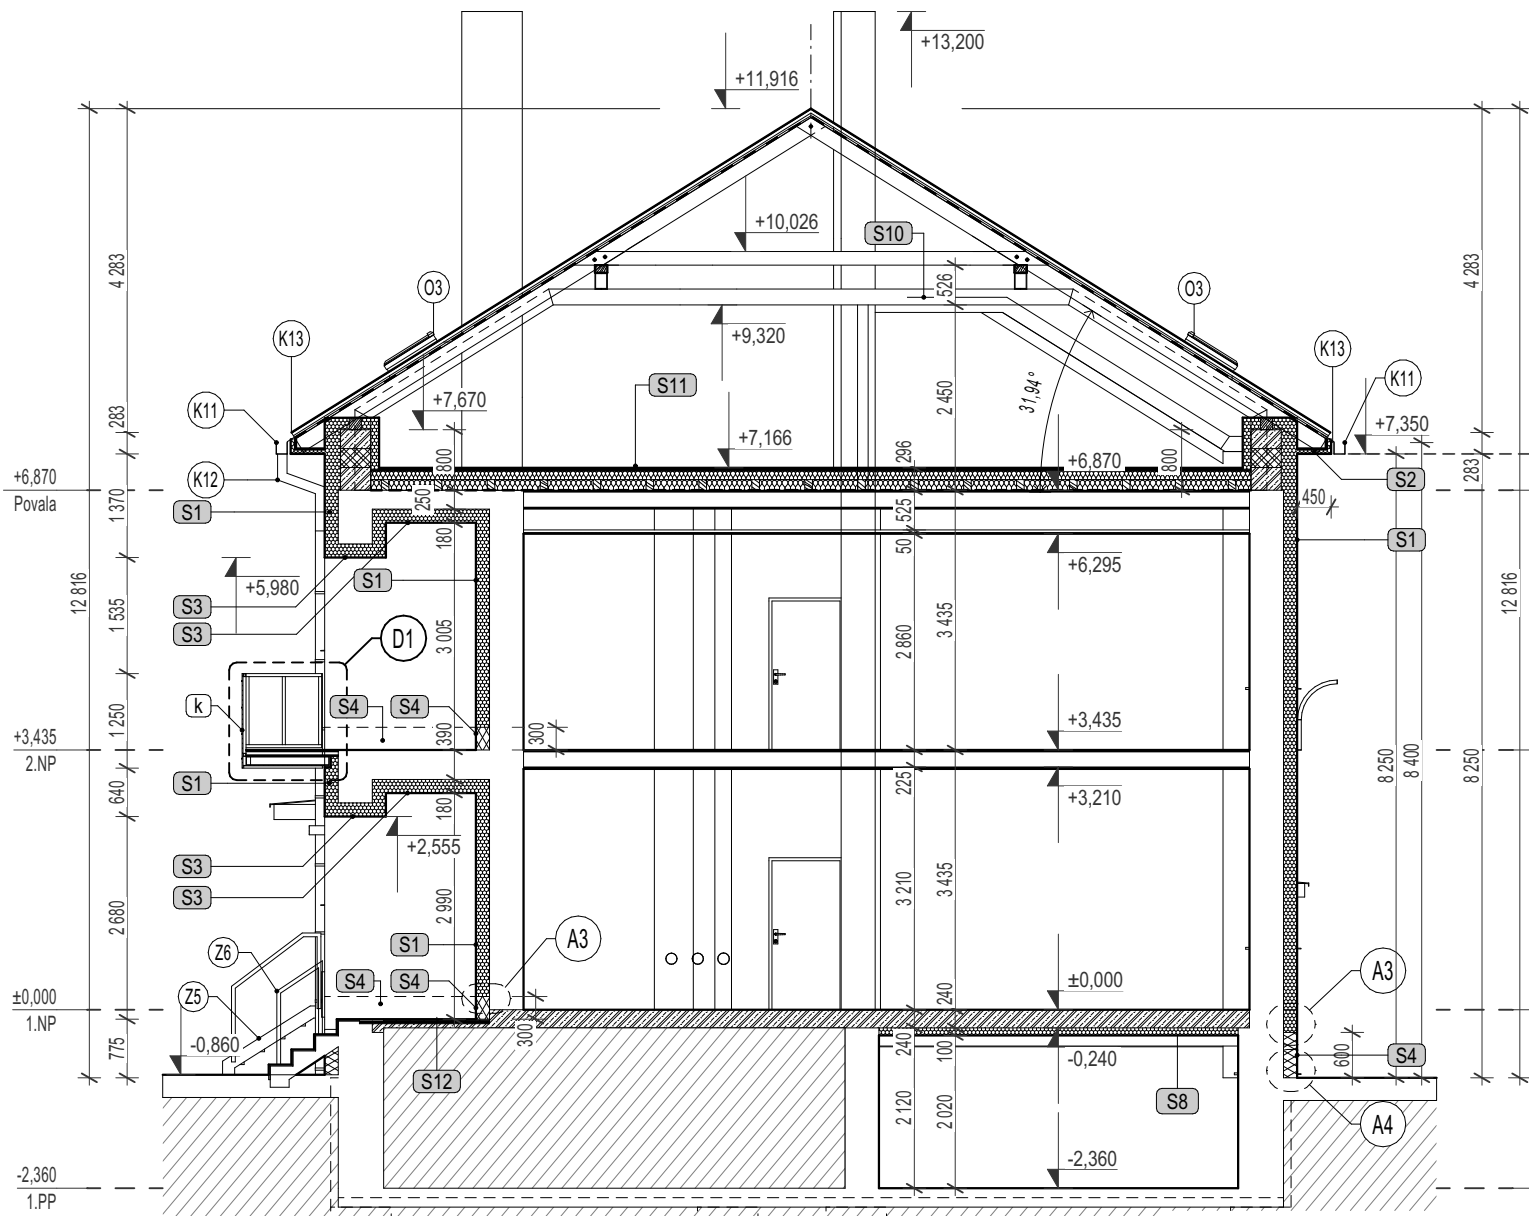 +13,200
+11,916
+10,026
S10
4 283
4 283
526
O3
O3
+9,320
K13
K13
31,94°
S11
K11
+7,670
2 450
K11
283
+7,350
+7,166
296
800
+6,870
800
+6,870
Povala
K12
283
S2
1 370
S1
250
525
450
180
50
S1
+5,980
S1
+6,295
12 816
12 816
S3
1 535
S3
D1
3 005
2 860
3 435
k
S4
S4
1 250
390
300
+3,435
+3,435
2.NP
S1
8 250
8 400
8 250
640
180
225
+3,210
+2,555
S3
S3
2 680
2 990
3 210
3 435
S1
A3
Z6
S4
S4
A3
Z5
±0,000
±0,000
1.NP
240
775
-0,860
300
240
100
-0,240
600
S4
S12
S8
2 120
2 020
A4
-2,360
-2,360
1.PP